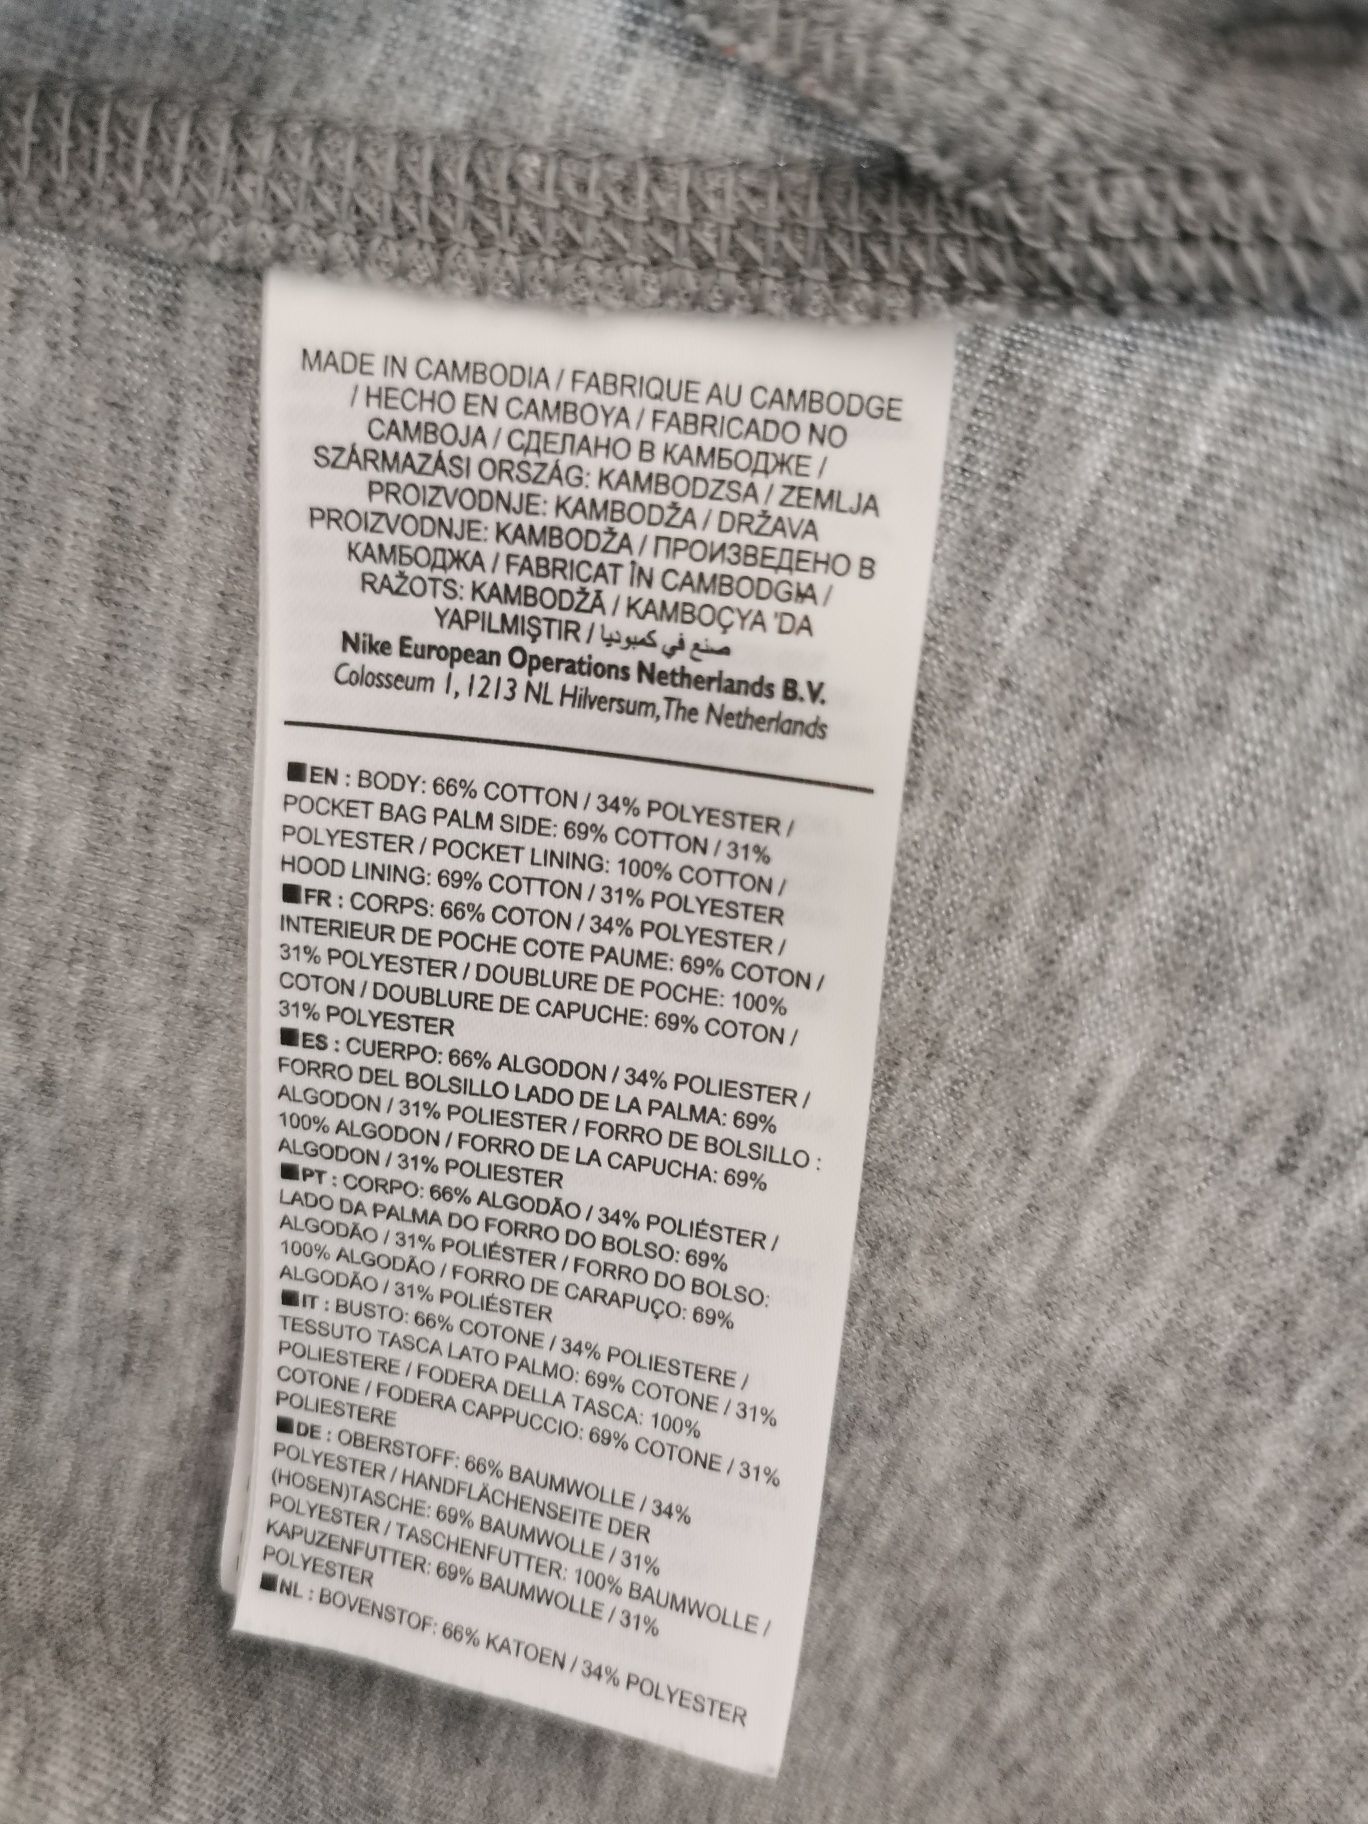 MADE IN CAMBODIA / FABRIQUE AU CAMBODGE
/ HECHO EN CAMBOYA / FABRICADO NO
CAMBOJA / СДЕЛАНО В КАМБОДЖЕ /
SZÁRMAZÁSI ORSZÁG: KAMBODZSA / ZEMLJA
PROIZVODNJE: KAMBODŽA / DRŽAVA
PROIZVODNJE: KAMBODŽA / ПРОИЗВЕДЕНО В
КАМБОДЖА / FABRICAT ÎN CAMBODGIA /
RAŽOTS: KAMBODŽĀ / KAMBOÇYA 'DA
YAPILMIŞTIR / صنع في كمبوديا
Nike European Operations Netherlands B.V.
Colosseum 1, 1213 NL Hilversum, The Netherlands
EN : BODY: 66% COTTON / 34% POLYESTER /
POCKET BAG PALM SIDE: 69% COTTON / 31%
POLYESTER / POCKET LINING: 100% COTTON /
HOOD LINING: 69% COTTON / 31% POLYESTER
FR : CORPS: 66% COTON / 34% POLYESTER /
INTERIEUR DE POCHE COTE PAUME: 69% COTON /
31% POLYESTER / DOUBLURE DE POCHE: 100%
COTON / DOUBLURE DE CAPUCHE: 69% COTON /
31% POLYESTER
ES : CUERPO: 66% ALGODON / 34% POLIESTER /
FORRO DEL BOLSILLO LADO DE LA PALMA: 69%
ALGODON / 31% POLIESTER / FORRO DE BOLSILLO :
100% ALGODON / FORRO DE LA CAPUCHA: 69%
ALGODON / 31% POLIESTER
PT : CORPO: 66% ALGODÃO / 34% POLIÉSTER /
LADO DA PALMA DO FORRO DO BOLSO: 69%
ALGODÃO / 31% POLIÉSTER / FORRO DO BOLSO:
100% ALGODÃO / FORRO DE CARAPUÇO: 69%
ALGODÃO / 31% POLIÉSTER
IT : BUSTO: 66% COTONE / 34% POLIESTERE /
TESSUTO TASCA LATO PALMO: 69% COTONE / 31%
POLIESTERE / FODERA DELLA TASCA: 100%
COTONE / FODERA CAPPUCCIO: 69% COTONE / 31%
POLIESTERE
DE : OBERSTOFF: 66% BAUMWOLLE / 34%
POLYESTER / HANDFLÄCHENSEITE DER
(HOSEN)TASCHE: 69% BAUMWOLLE / 31%
POLYESTER / TASCHENFUTTER: 100% BAUMWOLLE /
KAPUZENFUTTER: 69% BAUMWOLLE / 31%
POLYESTER
NL : BOVENSTOF: 66% KATOEN / 34% POLYESTER